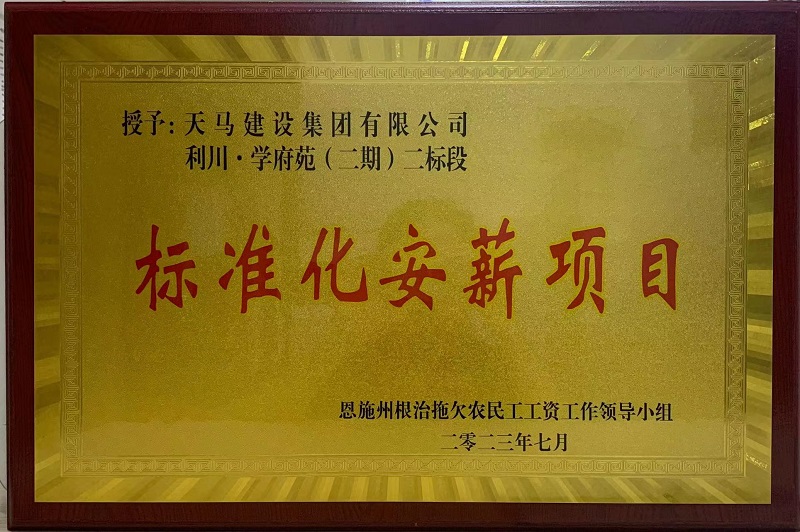 授予：天马建设集团有限公司
利川·学府苑（二期）二标段
标准化安薪项目
恩施州根治拖欠农民工工资工作领导小组
二零二三年七月